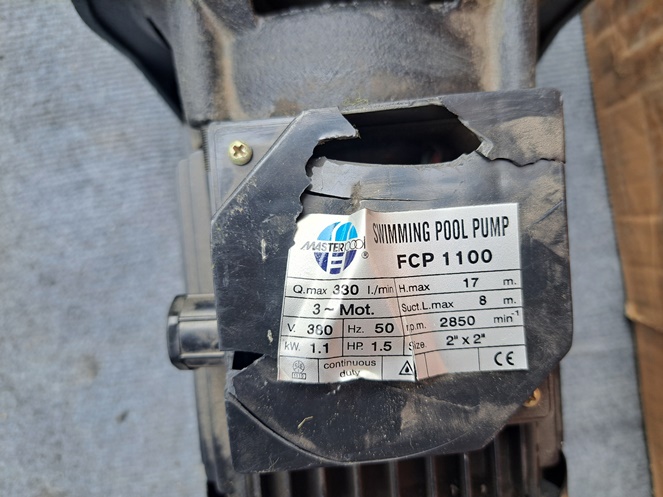 MASTERPOOL
®
SWIMMING POOL PUMP
FCP 1100
Q.max 330 l./min H.max 17 m.
3 ~ Mot. Suct.L.max 8 m.
V. 380 Hz. 50 r.p.m. 2850 min⁻¹
kW. 1.1 HP. 1.5 Size. 2" x 2"
continuous
duty
CE